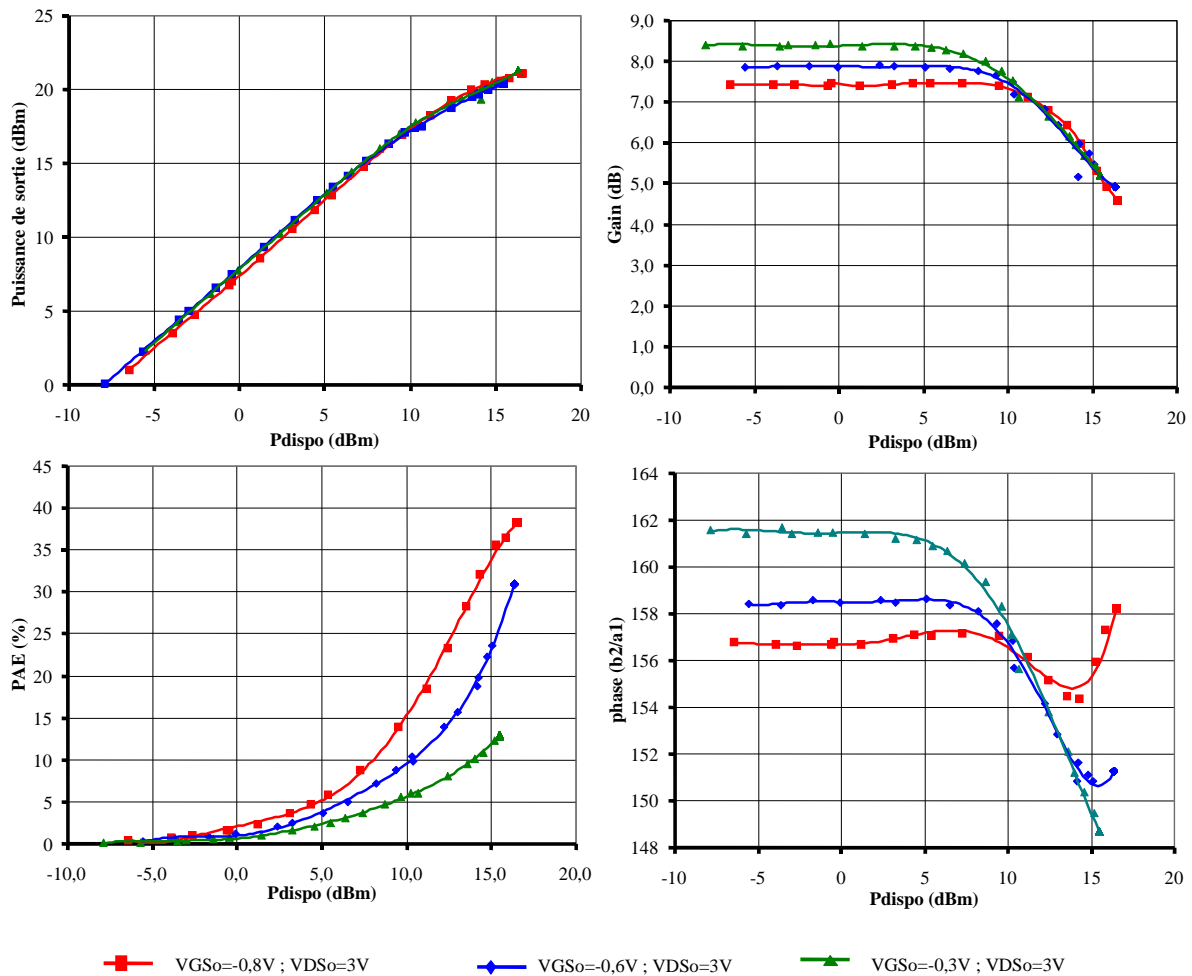 25
20
15
10
5
0
-10 -5 0 5 10 15 20
Puissance de sortie (dBm)
Pdispo (dBm)
9,0
8,0
7,0
6,0
5,0
4,0
3,0
2,0
1,0
0,0
-10 -5 0 5 10 15 20
Gain (dB)
Pdispo (dBm)
45
40
35
30
25
20
15
10
5
0
-10,0 -5,0 0,0 5,0 10,0 15,0 20,0
PAE (%)
Pdispo (dBm)
164
162
160
158
156
154
152
150
148
-10 -5 0 5 10 15 20
phase (b2/a1)
Pdispo (dBm)
VGSo=-0,8V ; VDSo=3V
VGSo=-0,6V ; VDSo=3V
VGSo=-0,3V ; VDSo=3V